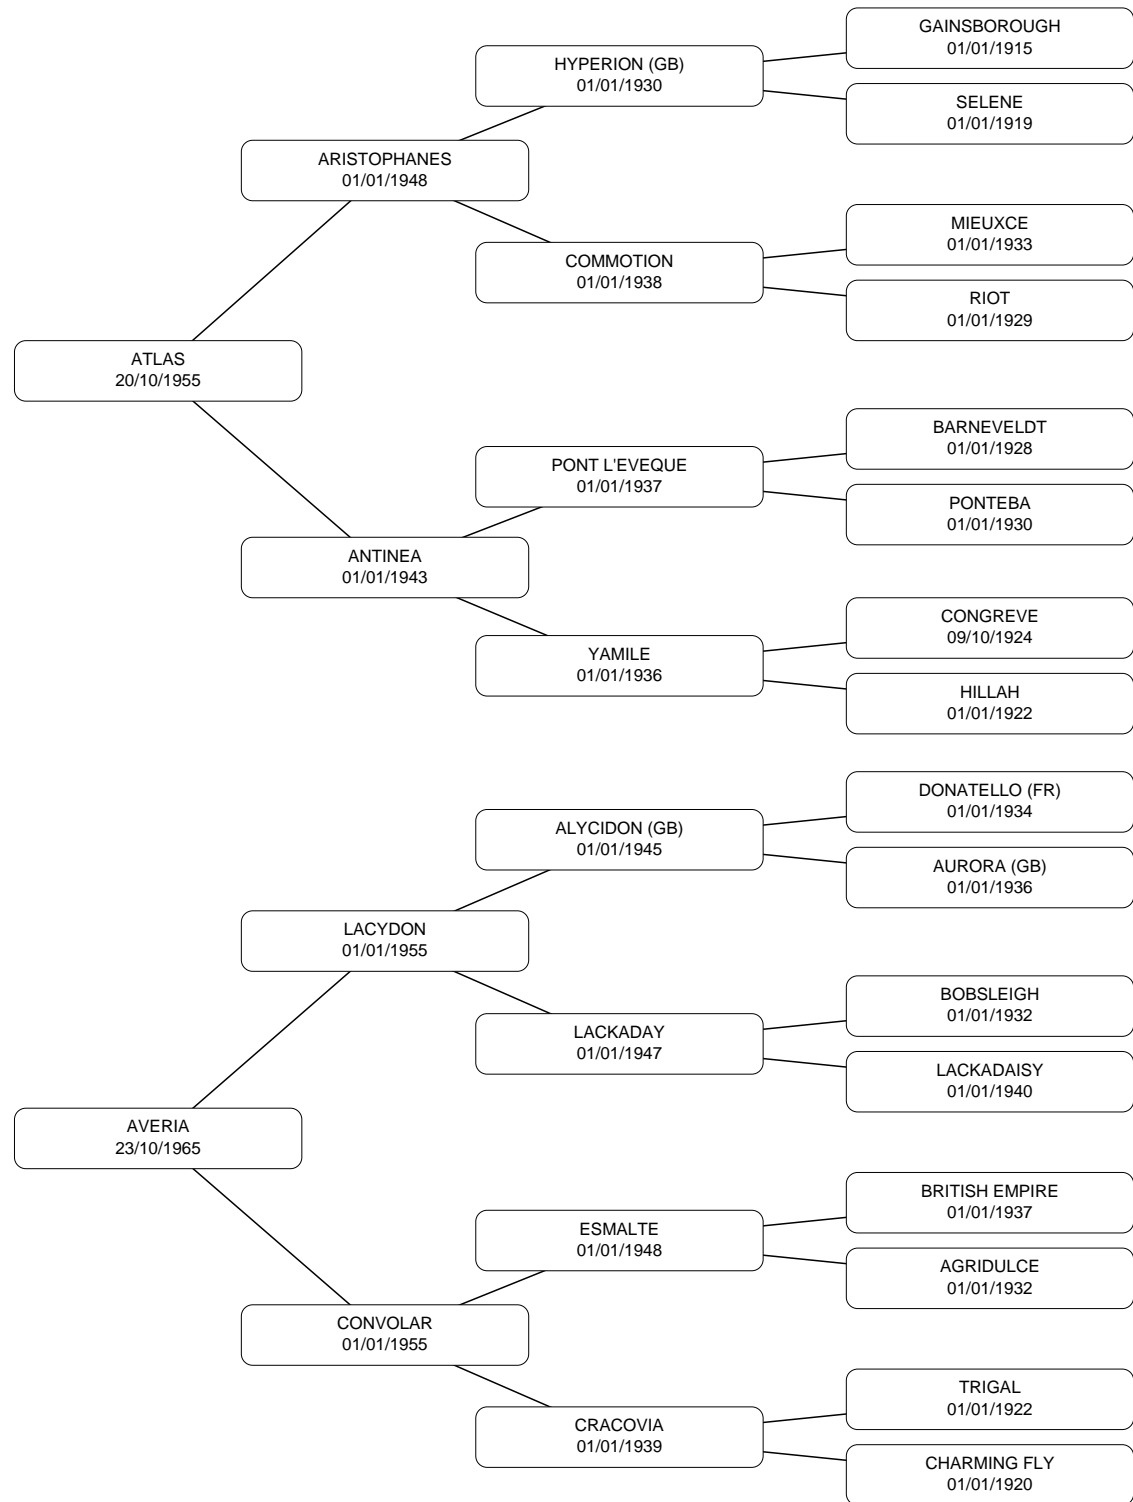 GAINSBOROUGH
01/01/1915
HYPERION (GB)
01/01/1930
SELENE
01/01/1919
ARISTOPHANES
01/01/1948
MIEUXCE
01/01/1933
COMMOTION
01/01/1938
RIOT
01/01/1929
ATLAS
20/10/1955
BARNEVELDT
01/01/1928
PONT L'EVEQUE
01/01/1937
PONTEBA
01/01/1930
ANTINEA
01/01/1943
CONGREVE
09/10/1924
YAMILE
01/01/1936
HILLAH
01/01/1922
DONATELLO (FR)
01/01/1934
ALYCIDON (GB)
01/01/1945
AURORA (GB)
01/01/1936
LACYDON
01/01/1955
BOBSLEIGH
01/01/1932
LACKADAY
01/01/1947
LACKADAISY
01/01/1940
AVERIA
23/10/1965
BRITISH EMPIRE
01/01/1937
ESMALTE
01/01/1948
AGRIDULCE
01/01/1932
CONVOLAR
01/01/1955
TRIGAL
01/01/1922
CRACOVIA
01/01/1939
CHARMING FLY
01/01/1920